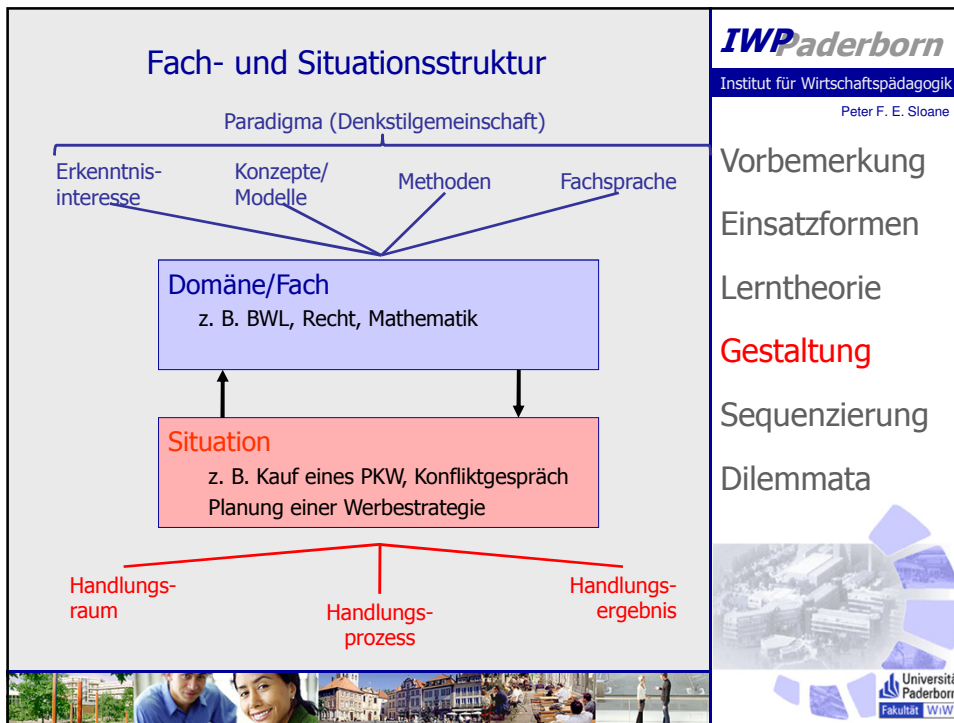 Fach- und Situationsstruktur
Paradigma (Denkstilgemeinschaft)
Erkenntnis-
interesse
Konzepte/
Modelle
Methoden
Fachsprache
Domäne/Fach
z. B. BWL, Recht, Mathematik
Situation
z. B. Kauf eines PKW, Konfliktgespräch
Planung einer Werbestrategie
Handlungs-
raum
Handlungs-
prozess
Handlungs-
ergebnis
IWPaderborn
Institut für Wirtschaftspädagogik
Peter F. E. Sloane
Vorbemerkung
Einsatzformen
Lerntheorie
Gestaltung
Sequenzierung
Dilemmata
Universitä
Paderborn
Fakultät WiW